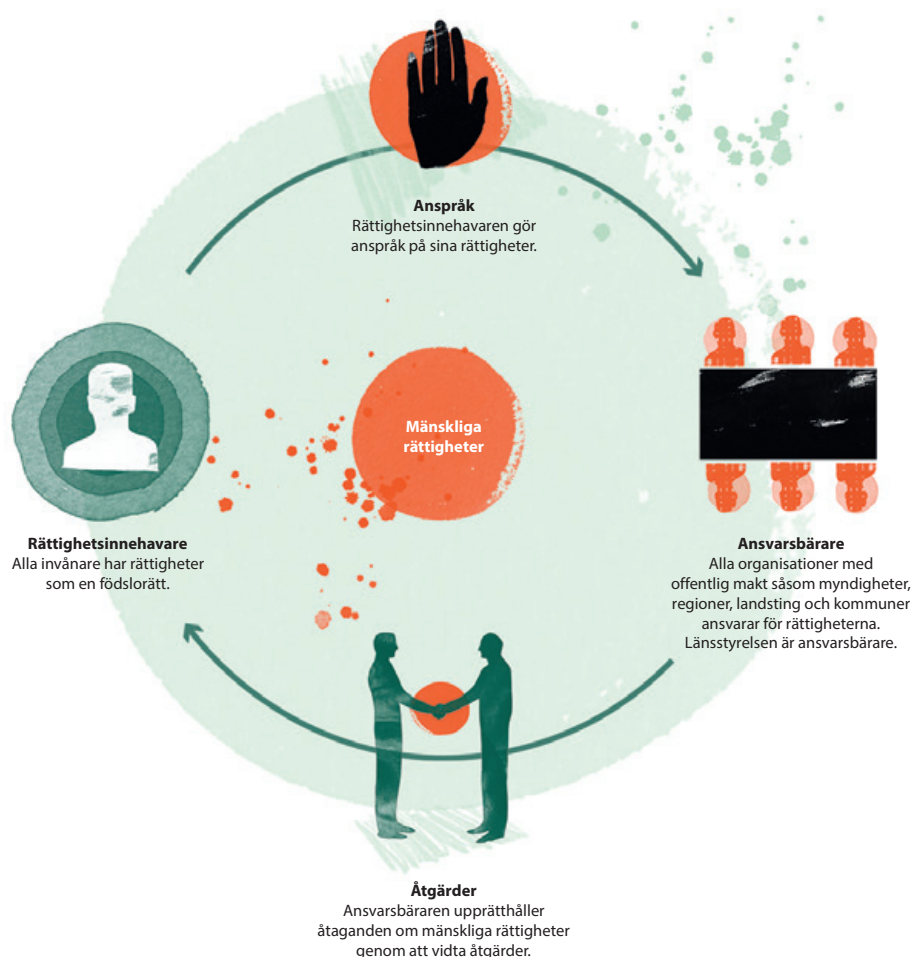 Anspråk
Rättighetsinnehavaren gör
anspråk på sina rättigheter.
Mänskliga
rättigheter
Rättighetsinnehavare
Alla invånare har rättigheter
som en födslorätt.
Ansvarsbärare
Alla organisationer med
offentlig makt såsom myndigheter,
regioner, landsting och kommuner
ansvarar för rättigheterna.
Länsstyrelsen är ansvarsbärare.
Åtgärder
Ansvarsbäraren upprätthåller
åtaganden om mänskliga rättigheter
genom att vidta åtgärder.